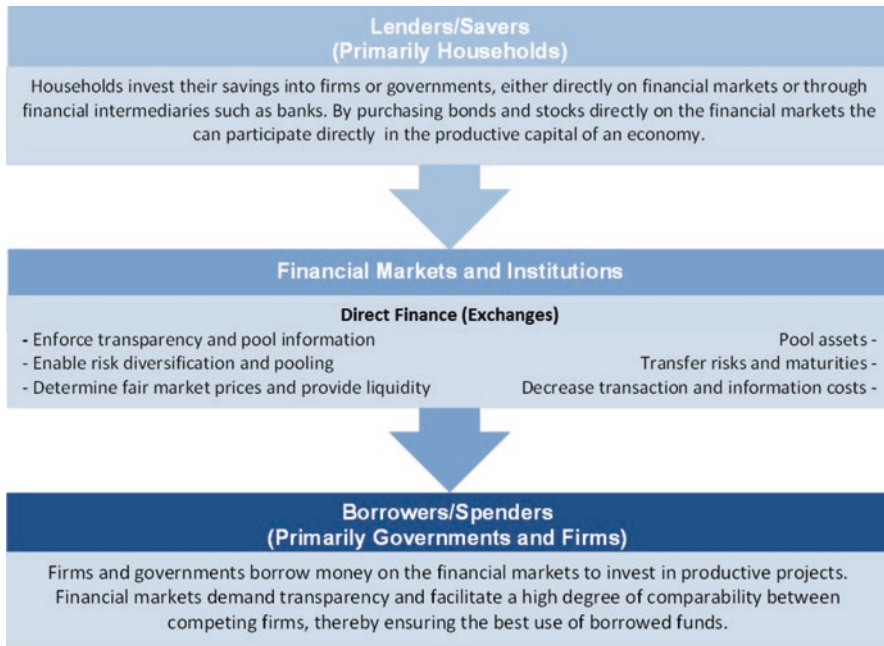 Lenders/Savers
(Primarily Households)
Households invest their savings into firms or governments, either directly on financial markets or through
financial intermediaries such as banks. By purchasing bonds and stocks directly on the financial markets the
can participate directly in the productive capital of an economy.
Financial Markets and Institutions
Direct Finance (Exchanges)
- Enforce transparency and pool information
- Enable risk diversification and pooling
- Determine fair market prices and provide liquidity
Pool assets -
Transfer risks and maturities -
Decrease transaction and information costs -
Borrowers/Spenders
(Primarily Governments and Firms)
Firms and governments borrow money on the financial markets to invest in productive projects.
Financial markets demand transparency and facilitate a high degree of comparability between
competing firms, thereby ensuring the best use of borrowed funds.